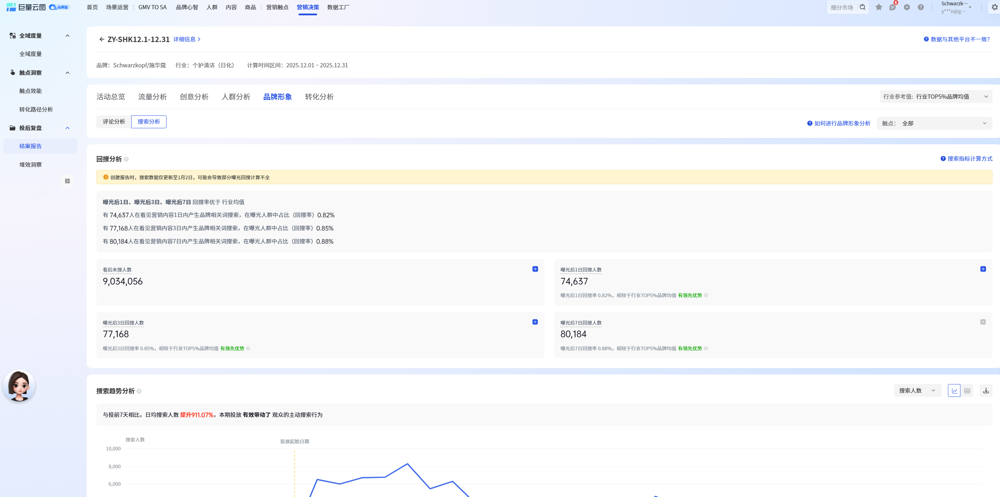 巨量云图 品牌版 首页 场景运营 GMV TO 5A 品牌心智 人群 内容 商品 营销触点 营销决策 数据工厂 细分市场 6 Schwarzk···
y***n@g···
全域度量
全域度量
触点洞察
触点效能
转化路径分析
投后复盘
结案报告
增效洞察
ZY-SHK12.1-12.31 详细信息 数据与其他平台不一致?
品牌：Schwarzkopf/施华蔻 行业：个护清洁（日化） 计算时间区间：2025.12.01 ~ 2025.12.31
活动总览 流量分析 创意分析 人群分析 品牌形象 转化分析 行业参考值: 行业TOP5%品牌均值
评论分析 搜索分析 如何进行品牌形象分析 触点： 全部
回搜分析 搜索指标计算方式
创建报告时，搜索数据仅更新至1月2日，可能会导致部分曝光回搜计算不全
曝光后1日、曝光后3日、曝光后7日 回搜率优于 行业均值
有 74,637人在看见营销内容1日内产生品牌相关词搜索，在曝光人群中占比（回搜率）0.82%
有 77,168人在看见营销内容3日内产生品牌相关词搜索，在曝光人群中占比（回搜率）0.85%
有 80,184人在看见营销内容7日内产生品牌相关词搜索，在曝光人群中占比（回搜率）0.88%
看后未搜人数
9,034,056
曝光后1日回搜人数
74,637
曝光后1日回搜率 0.82%，相较于行业TOP5%品牌均值 有领先优势
曝光后3日回搜人数
77,168
曝光后3日回搜率 0.85%，相较于行业TOP5%品牌均值 有领先优势
曝光后7日回搜人数
80,184
曝光后7日回搜率 0.88%，相较于行业TOP5%品牌均值 有领先优势
搜索趋势分析 搜索人数
与投前7天相比，日均搜索人数 提升911.07%，本期投放 有效带动了 观众的主动搜索行为
搜索人数
投放起始日期
10,000
8,000
6,000